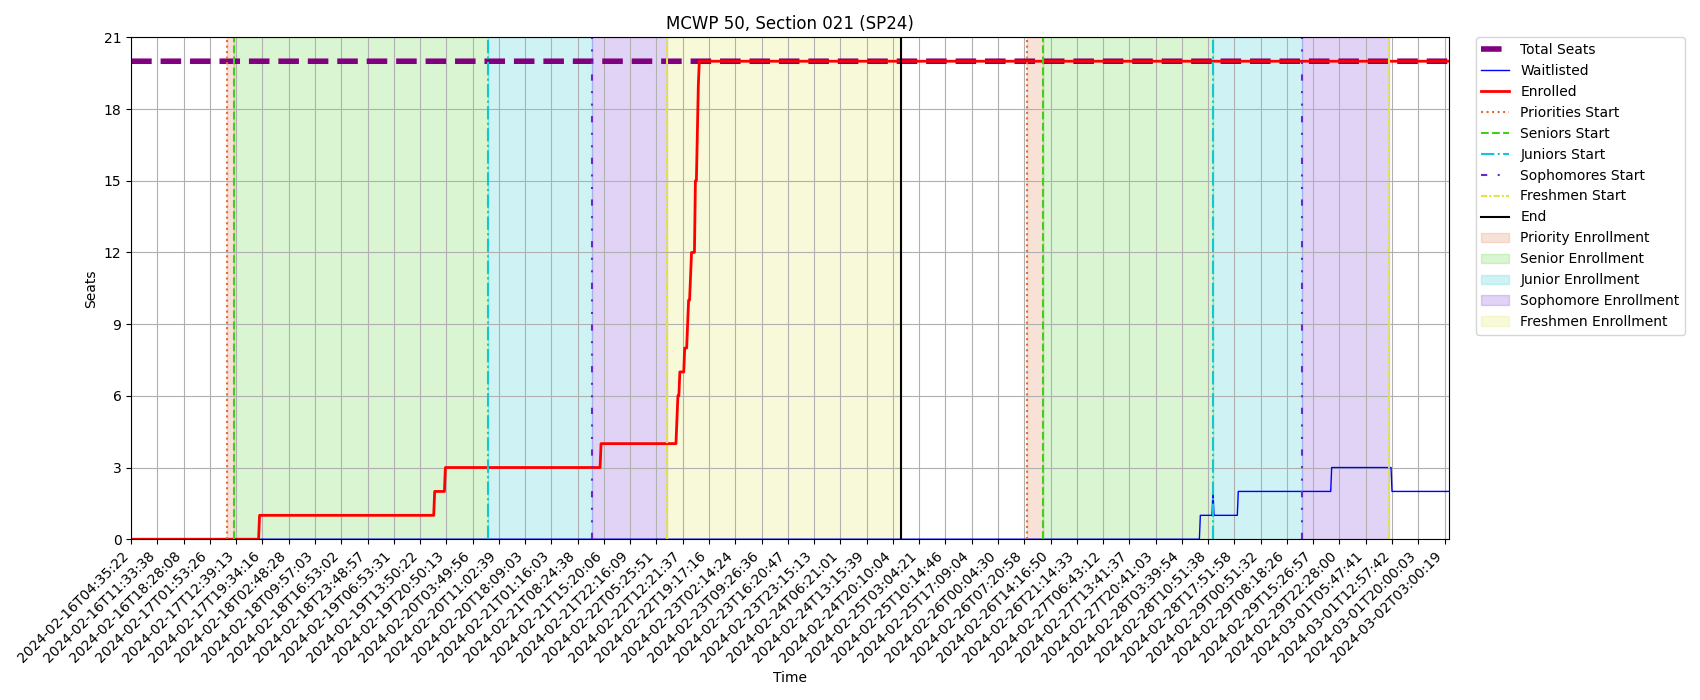 MCWP 50, Section 021 (SP24)
Seats
21
18
15
12
9
6
3
0
2024-02-16T04:35:22
2024-02-16T11:33:38
2024-02-16T18:28:08
2024-02-17T01:53:26
2024-02-17T12:39:13
2024-02-17T19:34:16
2024-02-18T02:48:28
2024-02-18T09:57:03
2024-02-18T16:53:02
2024-02-18T23:48:57
2024-02-19T06:53:31
2024-02-19T13:50:22
2024-02-19T20:50:13
2024-02-20T03:49:56
2024-02-20T11:02:39
2024-02-20T18:09:03
2024-02-21T01:16:03
2024-02-21T08:24:38
2024-02-21T15:20:06
2024-02-21T22:16:09
2024-02-22T05:25:51
2024-02-22T12:21:37
2024-02-22T19:17:16
2024-02-23T02:14:24
2024-02-23T09:26:36
2024-02-23T16:20:47
2024-02-23T23:15:13
2024-02-24T06:21:01
2024-02-24T13:15:39
2024-02-24T20:10:04
2024-02-25T03:04:21
2024-02-25T10:14:46
2024-02-25T17:09:04
2024-02-26T00:04:30
2024-02-26T07:20:58
2024-02-26T14:16:50
2024-02-26T21:14:33
2024-02-27T06:43:12
2024-02-27T13:41:37
2024-02-27T20:41:03
2024-02-28T03:39:54
2024-02-28T10:51:38
2024-02-28T17:51:58
2024-02-29T00:51:32
2024-02-29T08:18:26
2024-02-29T15:26:57
2024-02-29T22:28:00
2024-03-01T05:47:41
2024-03-01T12:57:42
2024-03-01T20:00:03
2024-03-02T03:00:19
Time
Total Seats
Waitlisted
Enrolled
Priorities Start
Seniors Start
Juniors Start
Sophomores Start
Freshmen Start
End
Priority Enrollment
Senior Enrollment
Junior Enrollment
Sophomore Enrollment
Freshmen Enrollment